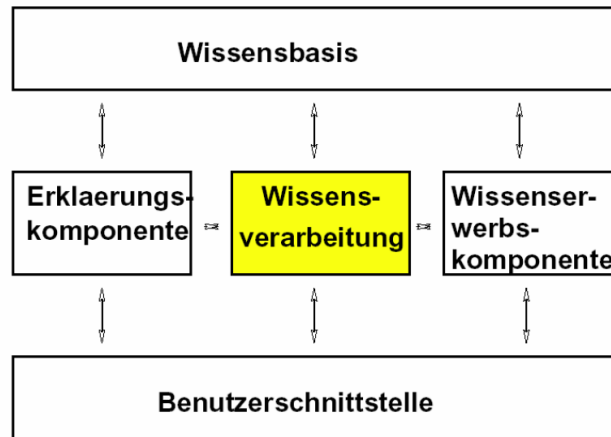 Wissensbasis
Erklaerungs-
komponente
Wissens-
verarbeitung
Wissenser-
werbs-
komponente
Benutzerschnittstelle